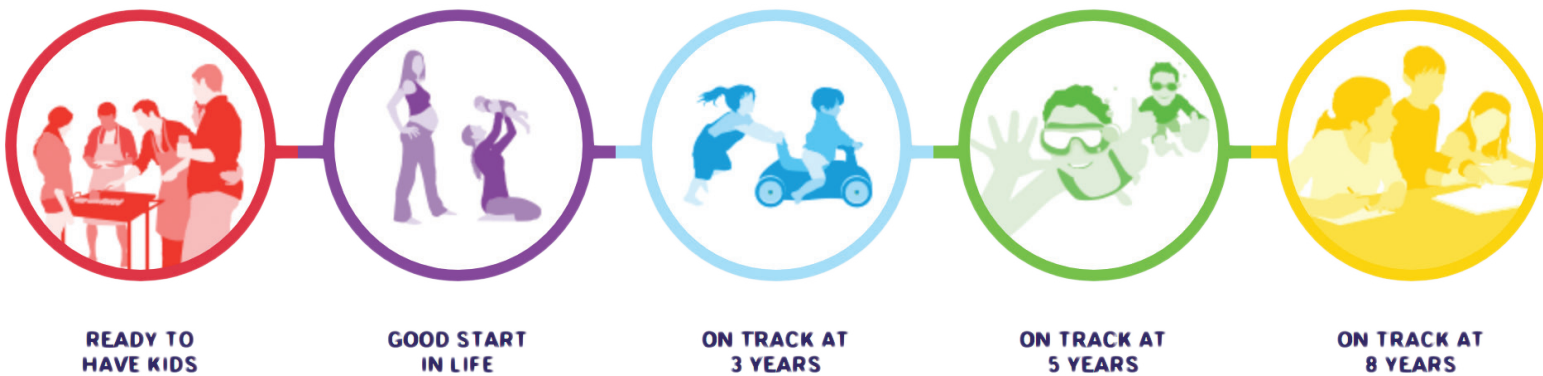 READY TO
HAVE KIDS
GOOD START
IN LIFE
ON TRACK AT
3 YEARS
ON TRACK AT
5 YEARS
ON TRACK AT
8 YEARS